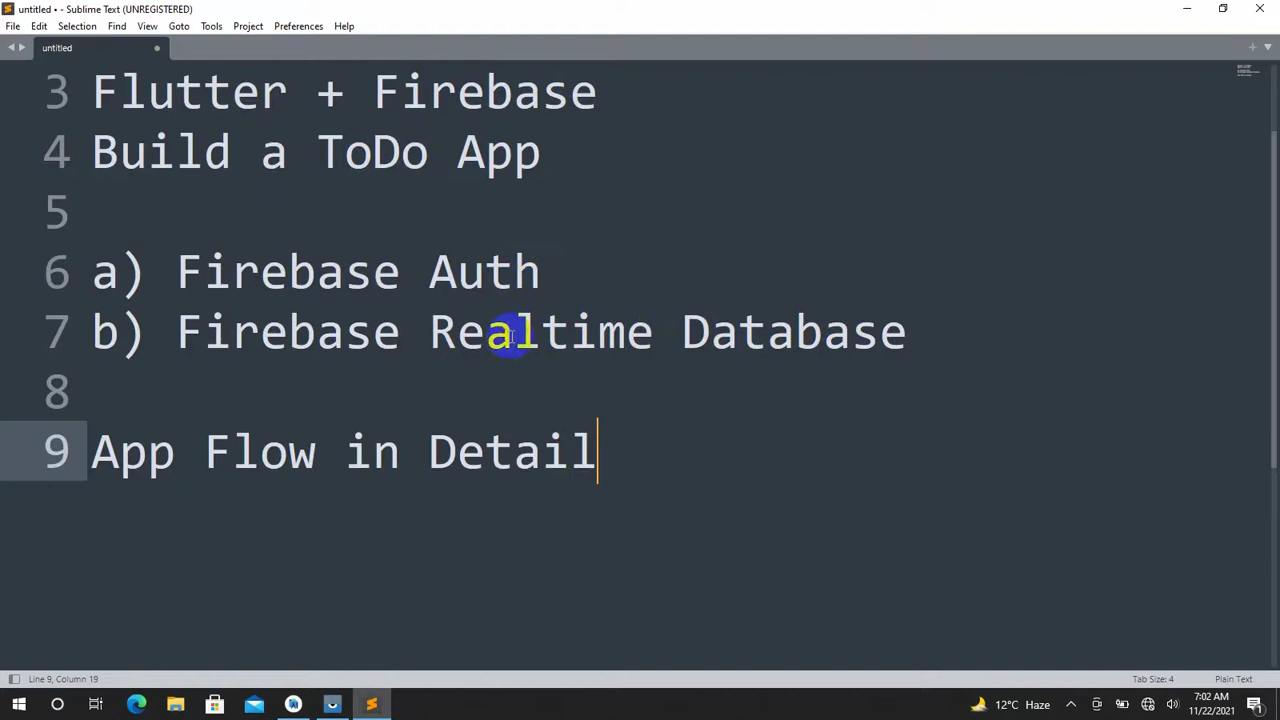 untitled • - Sublime Text (UNREGISTERED)
File Edit Selection Find View Goto Tools Project Preferences Help
untitled
3 Flutter + Firebase
4 Build a ToDo App
5
6 a) Firebase Auth
7 b) Firebase Realtime Database
8
9 App Flow in Detail
Line 9, Column 19 Tab Size: 4 Plain Text
12°C Haze 7:02 AM
11/22/2021 1